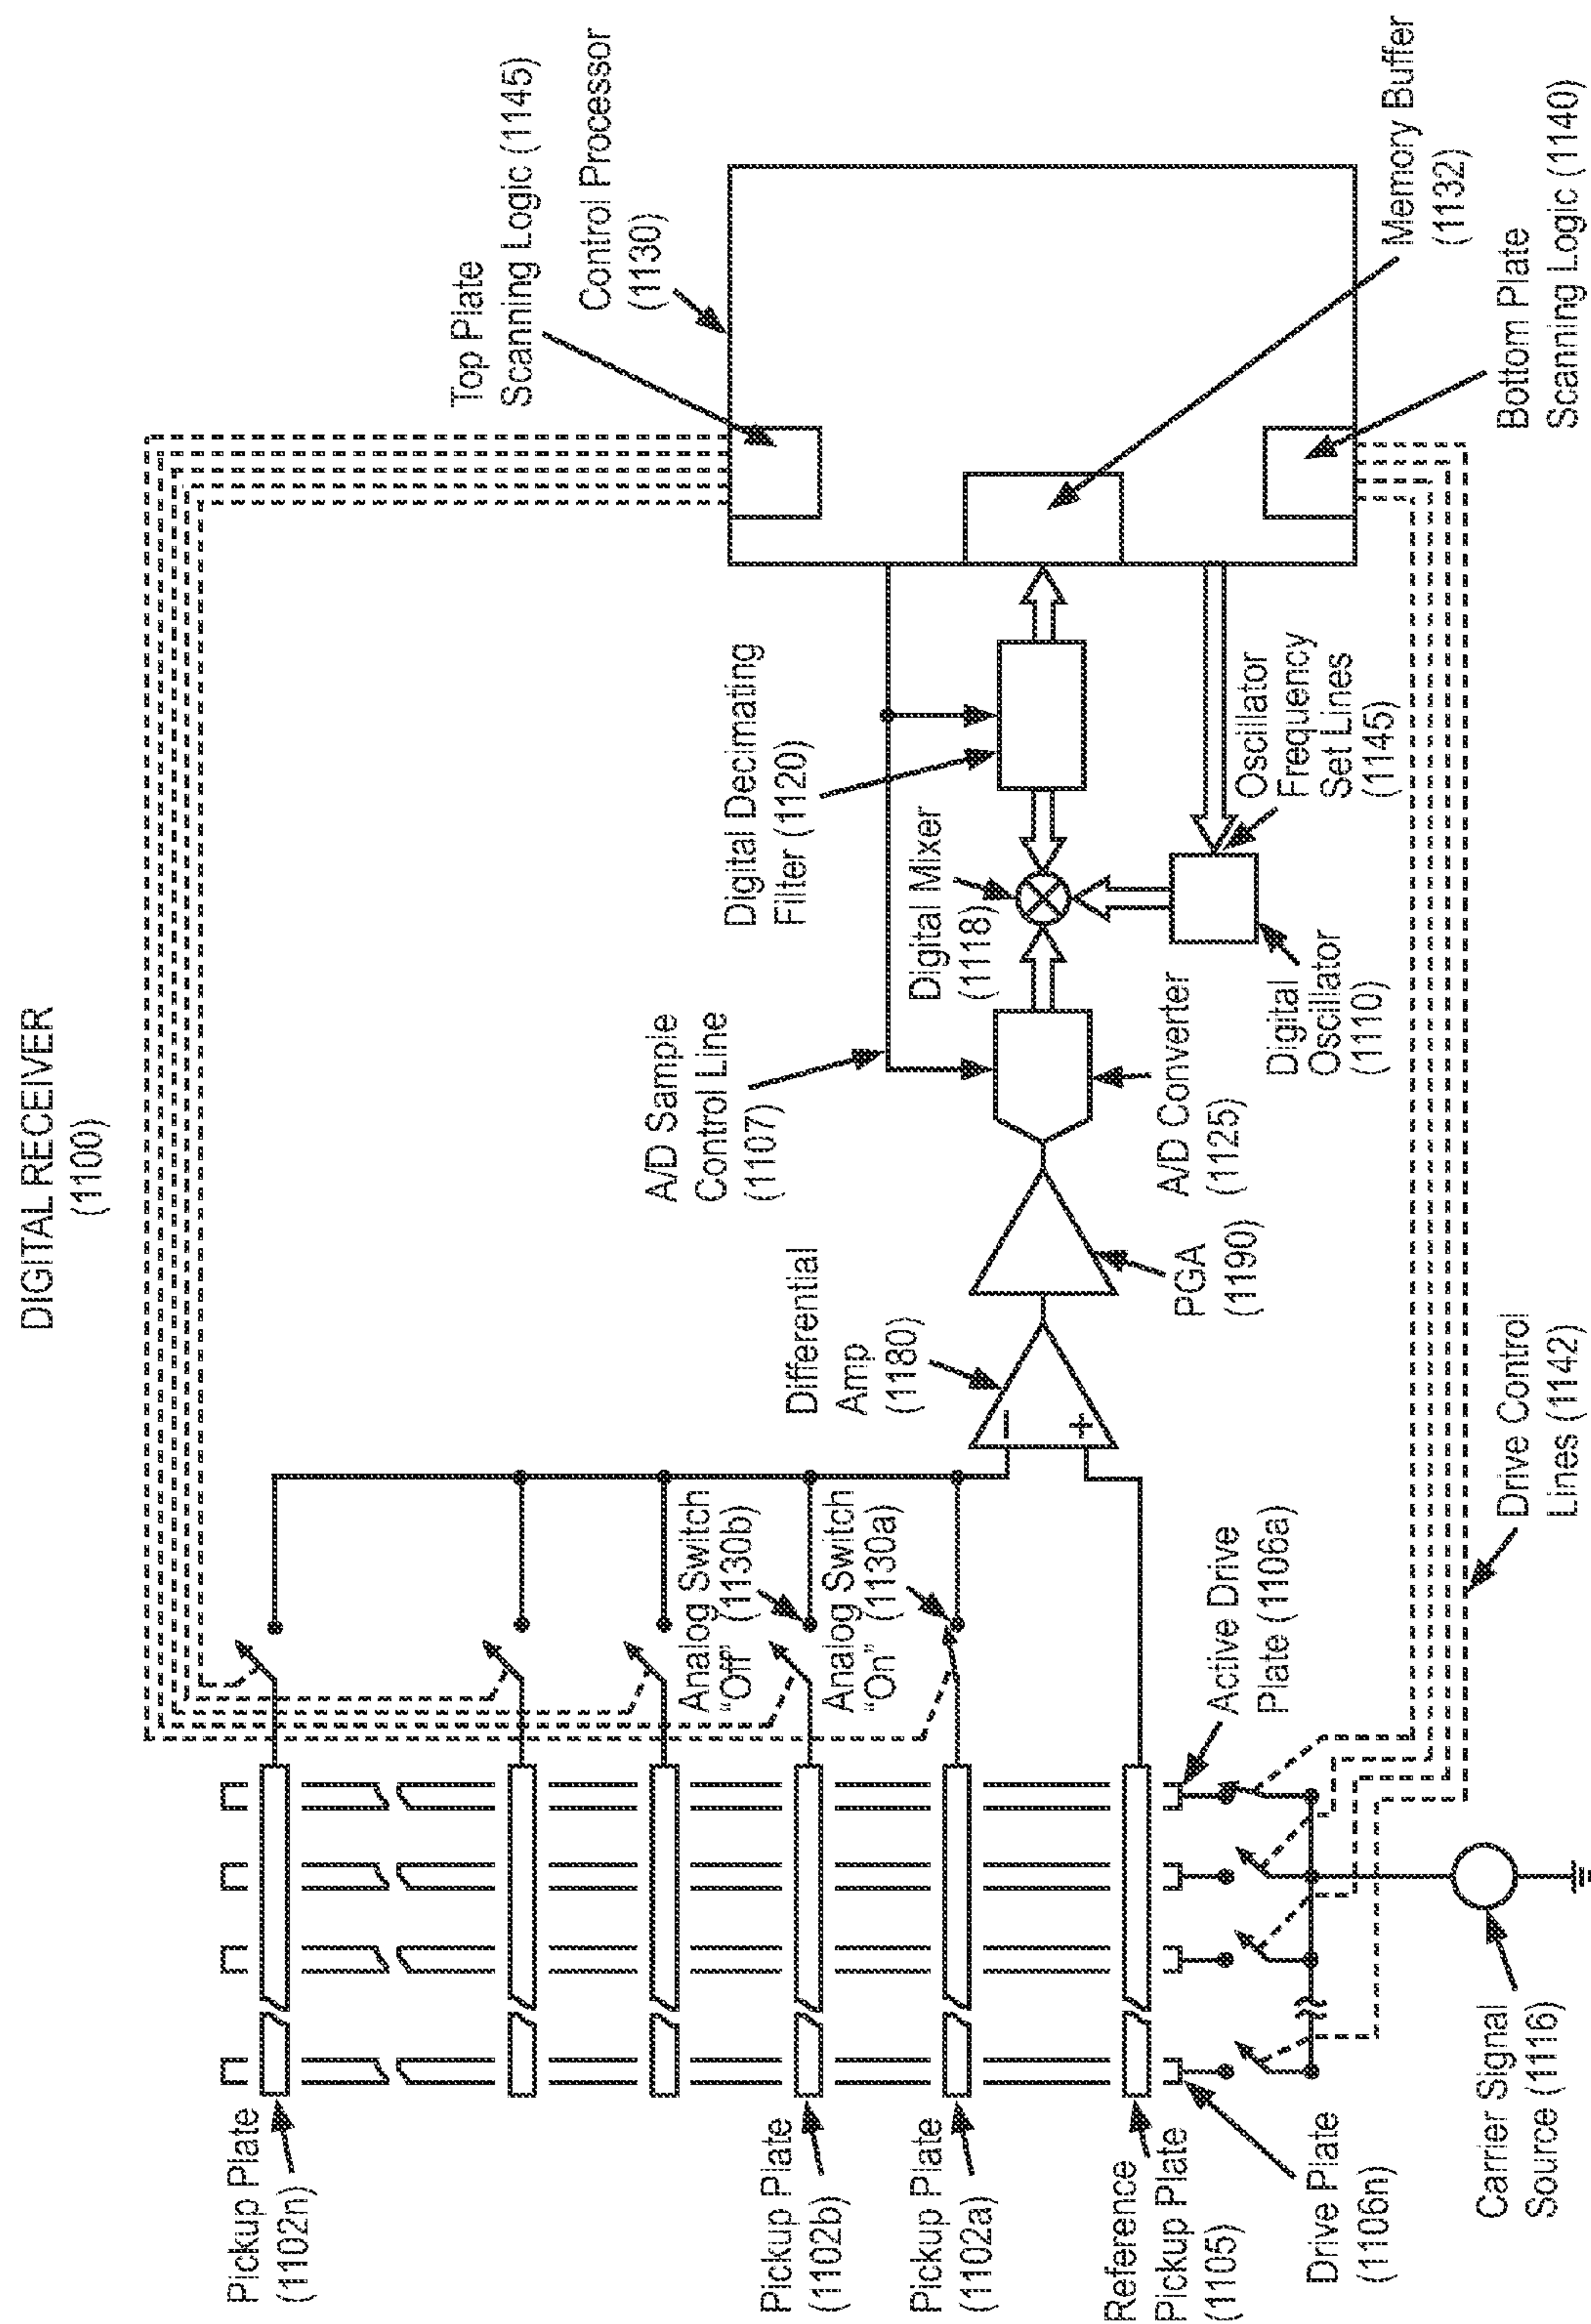 DIGITAL RECEIVER
(1100)
Top Plate
Scanning Logic (1145)
Control Processor
(1130)
Memory Buffer
(1132)
Bottom Plate
Scanning Logic (1140)
Digital Decimating
Filter (1120)
Oscillator
Frequency
Set Lines
(1145)
Digital Mixer
(1118)
Digital
Oscillator
(1110)
A/D Sample
Control Line
(1107)
A/D Converter
(1125)
PGA
(1190)
Differential
Amp
(1180)
−
+
Drive Control
Lines (1142)
Analog Switch
"Off" (1130b)
Analog Switch
"On" (1130a)
Active Drive
Plate (1106a)
Pickup Plate
(1102n)
Pickup Plate
(1102b)
Pickup Plate
(1102a)
Reference
Pickup Plate
(1105)
Drive Plate
(1106n)
Carrier Signal
Source (1116)